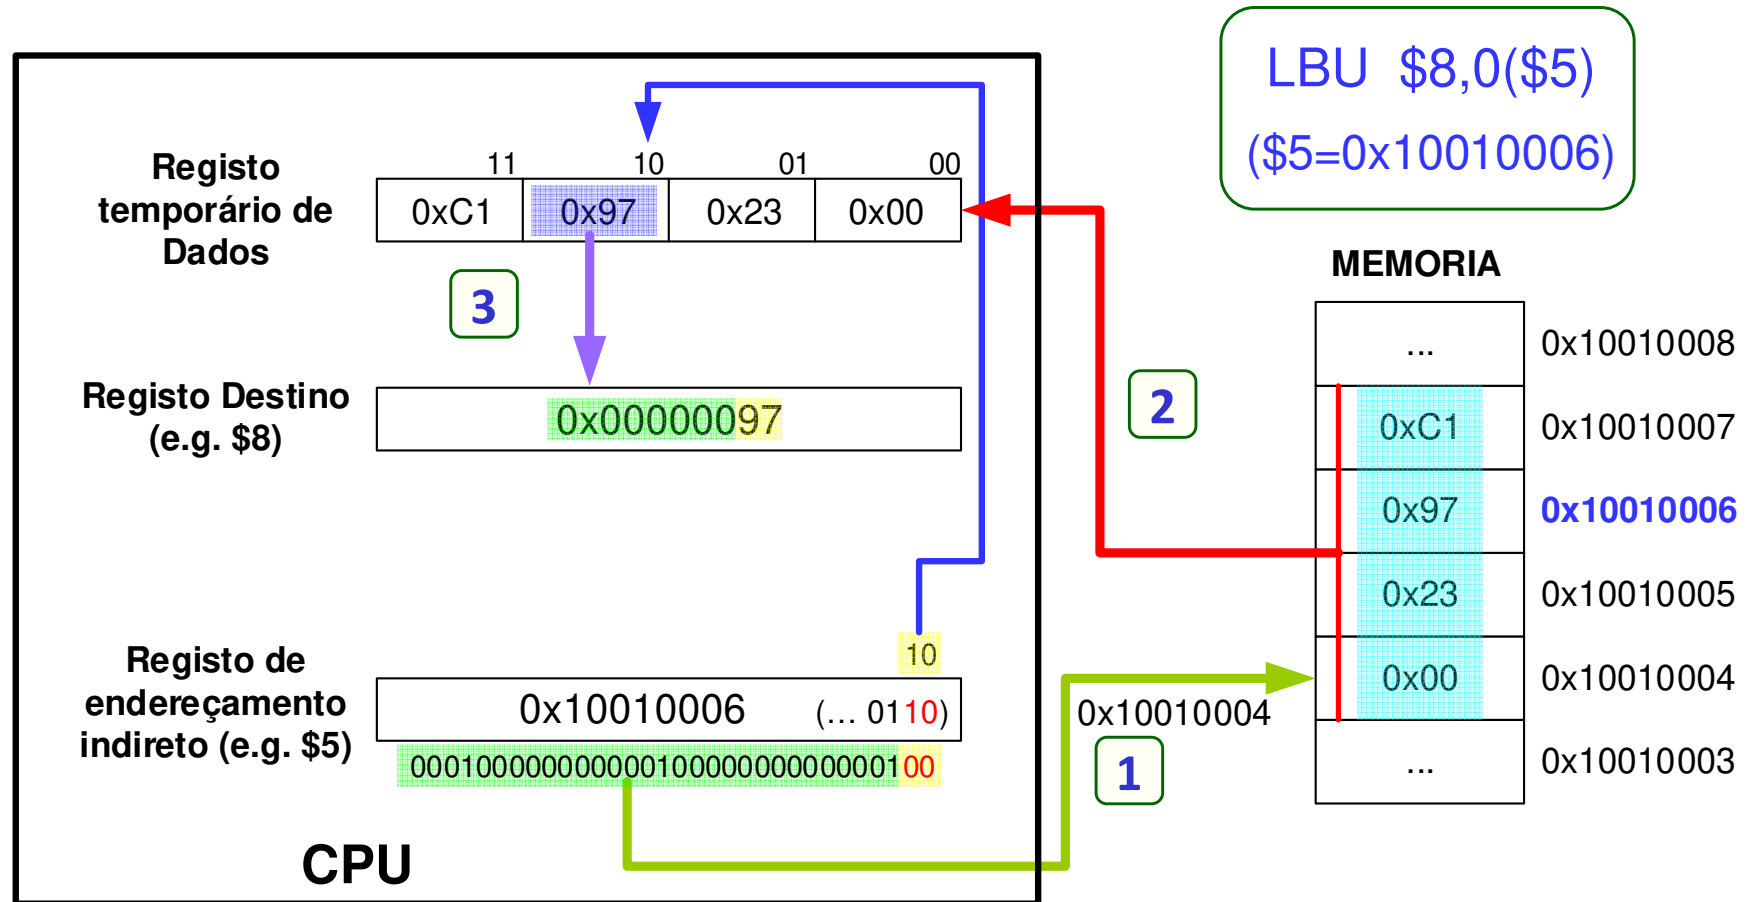 LBU $8,0($5)
($5=0x10010006)
Registo
temporário de
Dados
11 10 01 00
0xC1 0x97 0x23 0x00
3
Registo Destino
(e.g. $8)
0x00000097
10
Registo de
endereçamento
indireto (e.g. $5)
0x10010006 (... 0110)
00010000000000010000000000000100
CPU
0x10010004
1
2
MEMORIA
... 0x10010008
0xC1 0x10010007
0x97 0x10010006
0x23 0x10010005
0x00 0x10010004
... 0x10010003